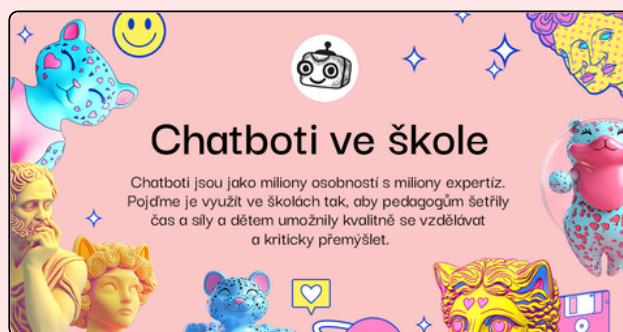 Chatboti ve škole
Chatboti jsou jako miliony osobností s miliony expertíz.
Pojďme je využít ve školách tak, aby pedagogům šetřily
čas a síly a dětem umožnily kvalitně se vzdělávat
a kriticky přemýšlet.